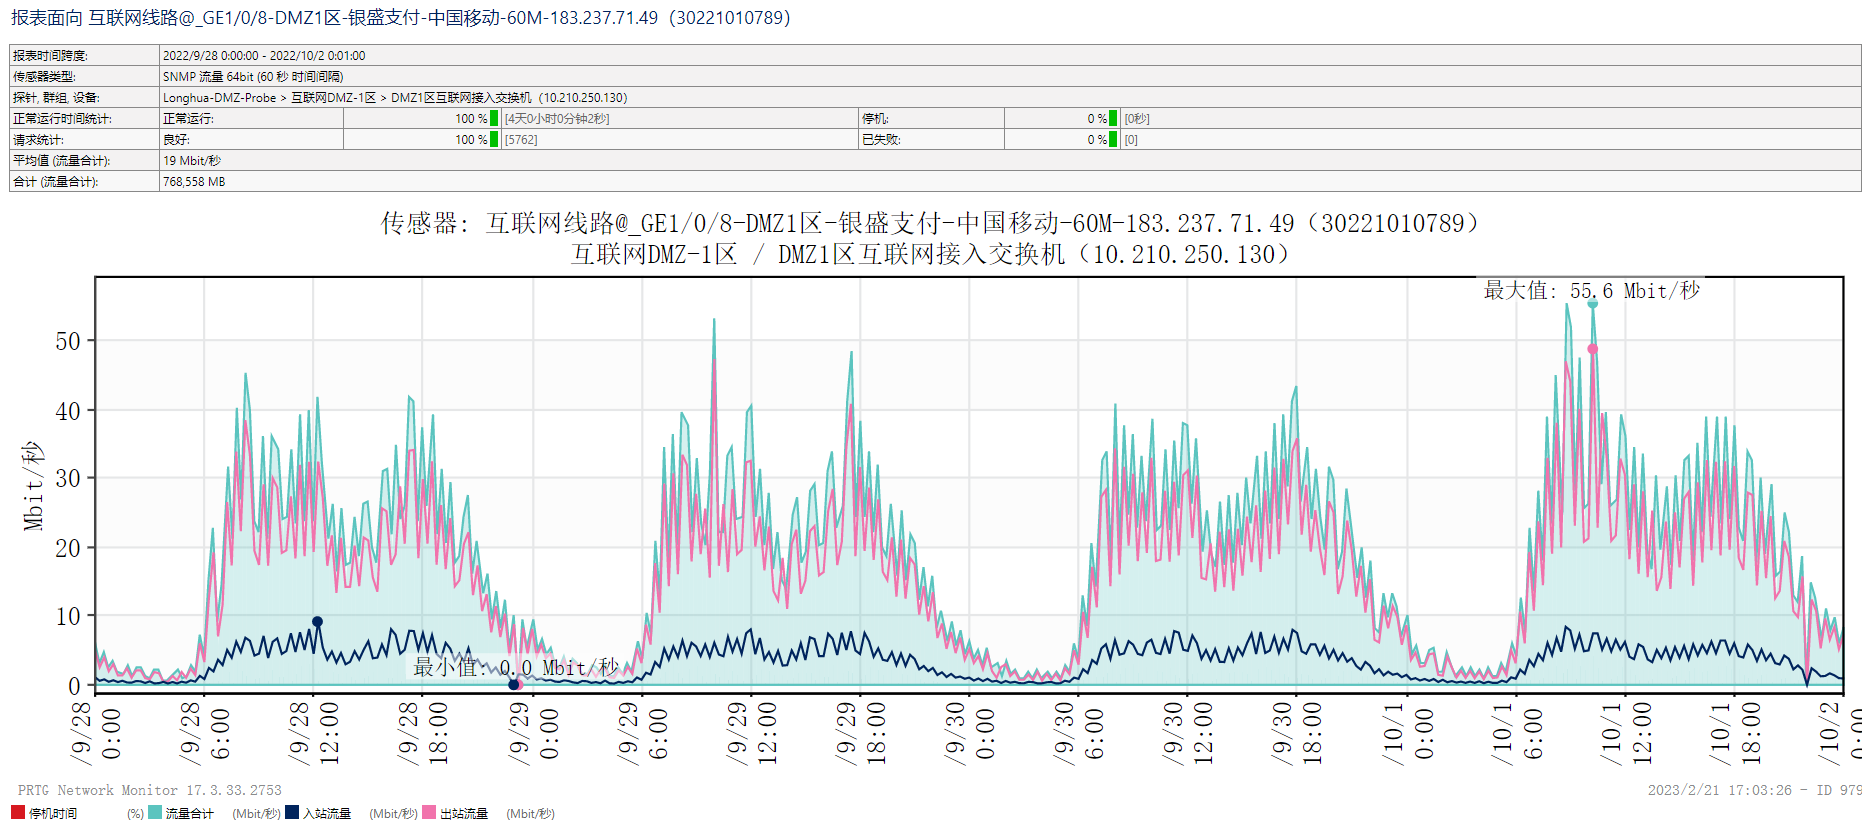 报表面向 互联网线路@_GE1/0/8-DMZ1区-银盛支付-中国移动-60M-183.237.71.49（30221010789）
报表时间跨度: 2022/9/28 0:00:00 - 2022/10/2 0:01:00
传感器类型: SNMP 流量 64bit (60 秒 时间间隔)
探针, 群组, 设备: Longhua-DMZ-Probe > 互联网DMZ-1区 > DMZ1区互联网接入交换机（10.210.250.130）
正常运行时间统计: 正常运行: 100 % [4天0小时0分钟2秒] 停机: 0 % [0秒]
请求统计: 良好: 100 % [5762] 已失败: 0 % [0]
平均值 (流量合计): 19 Mbit/秒
合计 (流量合计): 768,558 MB
传感器: 互联网线路@_GE1/0/8-DMZ1区-银盛支付-中国移动-60M-183.237.71.49（30221010789）
互联网DMZ-1区 / DMZ1区互联网接入交换机（10.210.250.130）
最大值: 55.6 Mbit/秒
50
40
30
20
10
0
Mbit/秒
最小值: 0.0 Mbit/秒
/9/28 0:00
/9/28 6:00
/9/28 12:00
/9/28 18:00
/9/29 0:00
/9/29 6:00
/9/29 12:00
/9/29 18:00
/9/30 0:00
/9/30 6:00
/9/30 12:00
/9/30 18:00
/10/1 0:00
/10/1 6:00
/10/1 12:00
/10/1 18:00
/10/2 0:00
PRTG Network Monitor 17.3.33.2753
2023/2/21 17:03:26 - ID 979
停机时间 (%) 流量合计 (Mbit/秒) 入站流量 (Mbit/秒) 出站流量 (Mbit/秒)